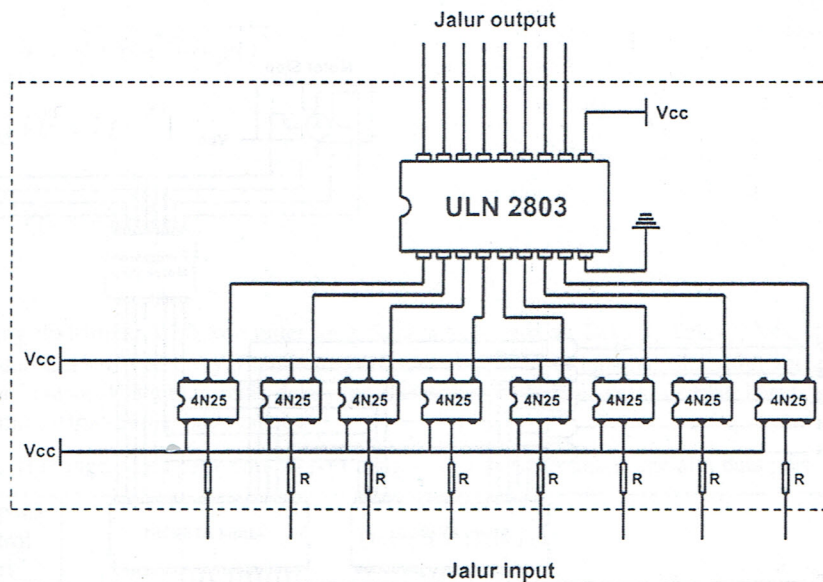 Jalur output
Vcc
ULN 2803
Vcc
4N25 4N25 4N25 4N25 4N25 4N25 4N25 4N25
Vcc
R R R R R R R
Jalur input